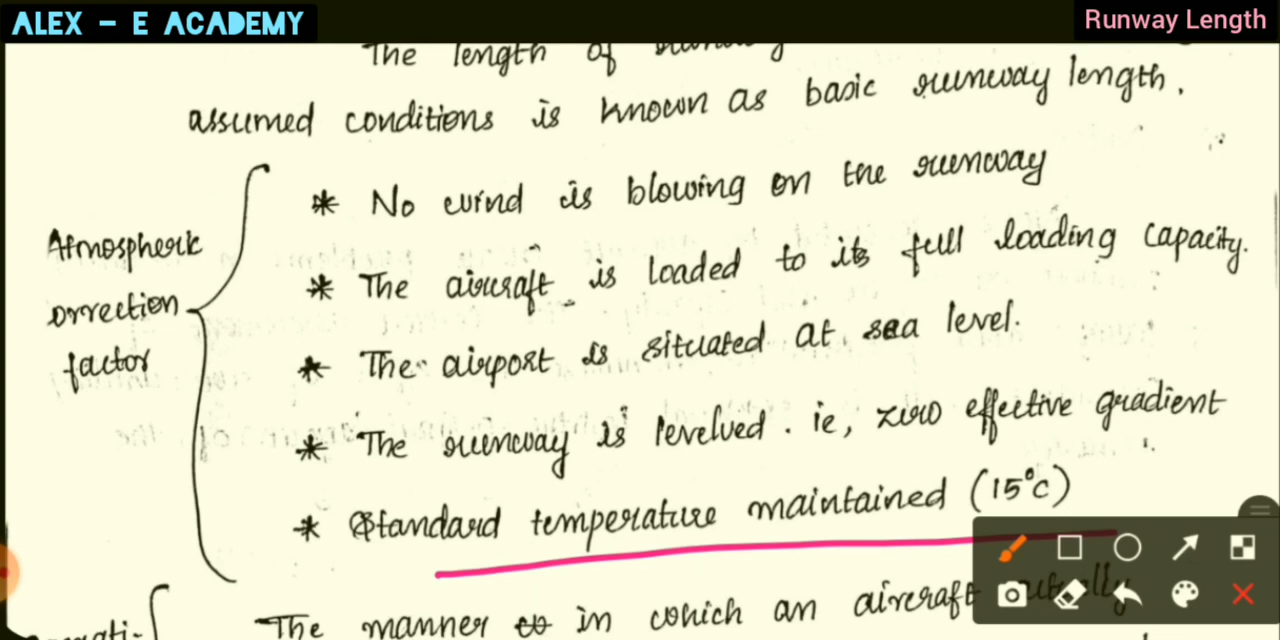 ALEX - E ACADEMY
Runway Length
The length of
assumed conditions is known as basic runway length.
Atmospheric
orrection
factor
* No wind is blowing on the runway
* The aircraft is loaded to its full loading capacity.
* The airport is situated at sea level.
* The runway is levelved. ie, zero effective gradient
* Standard temperature maintained (15°c)
The manner in which an aircraft